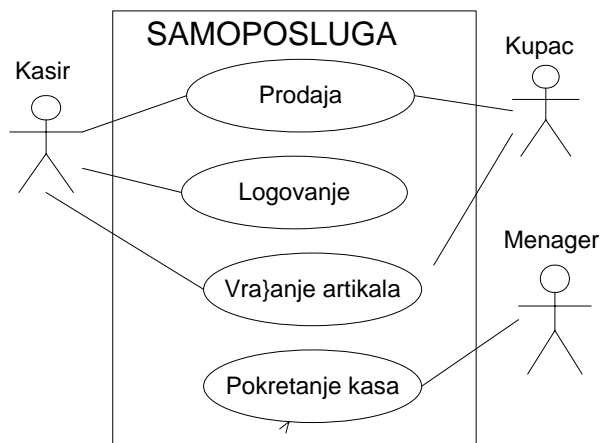 SAMOPOSLUGA
Kasir
Kupac
Prodaja
Logovanje
Menager
Vra}anje artikala
Pokretanje kasa